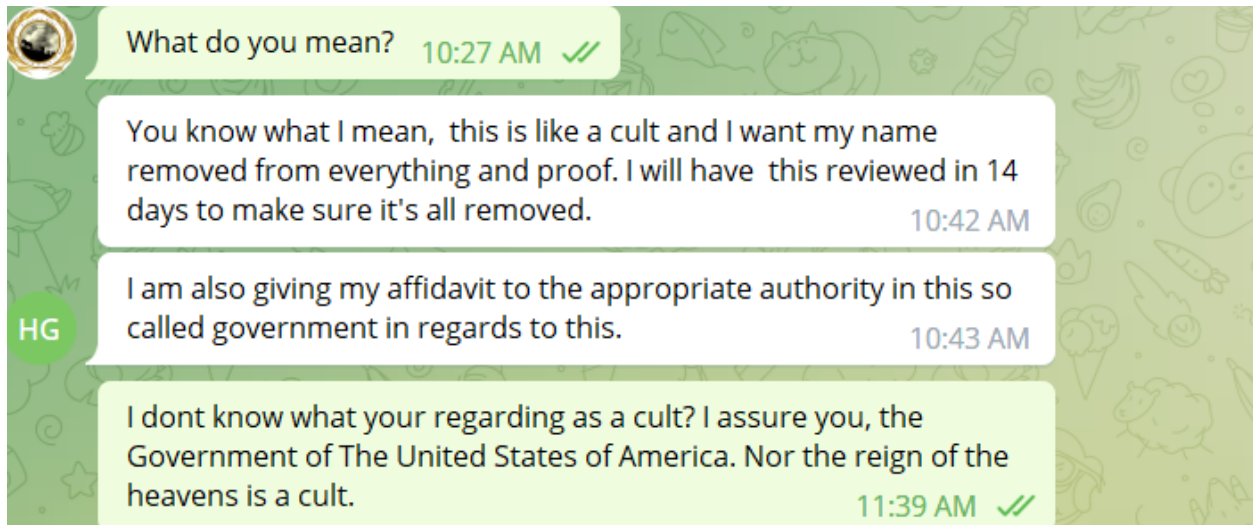 What do you mean? 10:27 AM
You know what I mean,  this is like a cult and I want my name
removed from everything and proof. I will have  this reviewed in 14
days to make sure it's all removed. 10:42 AM
I am also giving my affidavit to the appropriate authority in this so
called government in regards to this. 10:43 AM
HG
I dont know what your regarding as a cult? I assure you, the
Government of The United States of America. Nor the reign of the
heavens is a cult. 11:39 AM